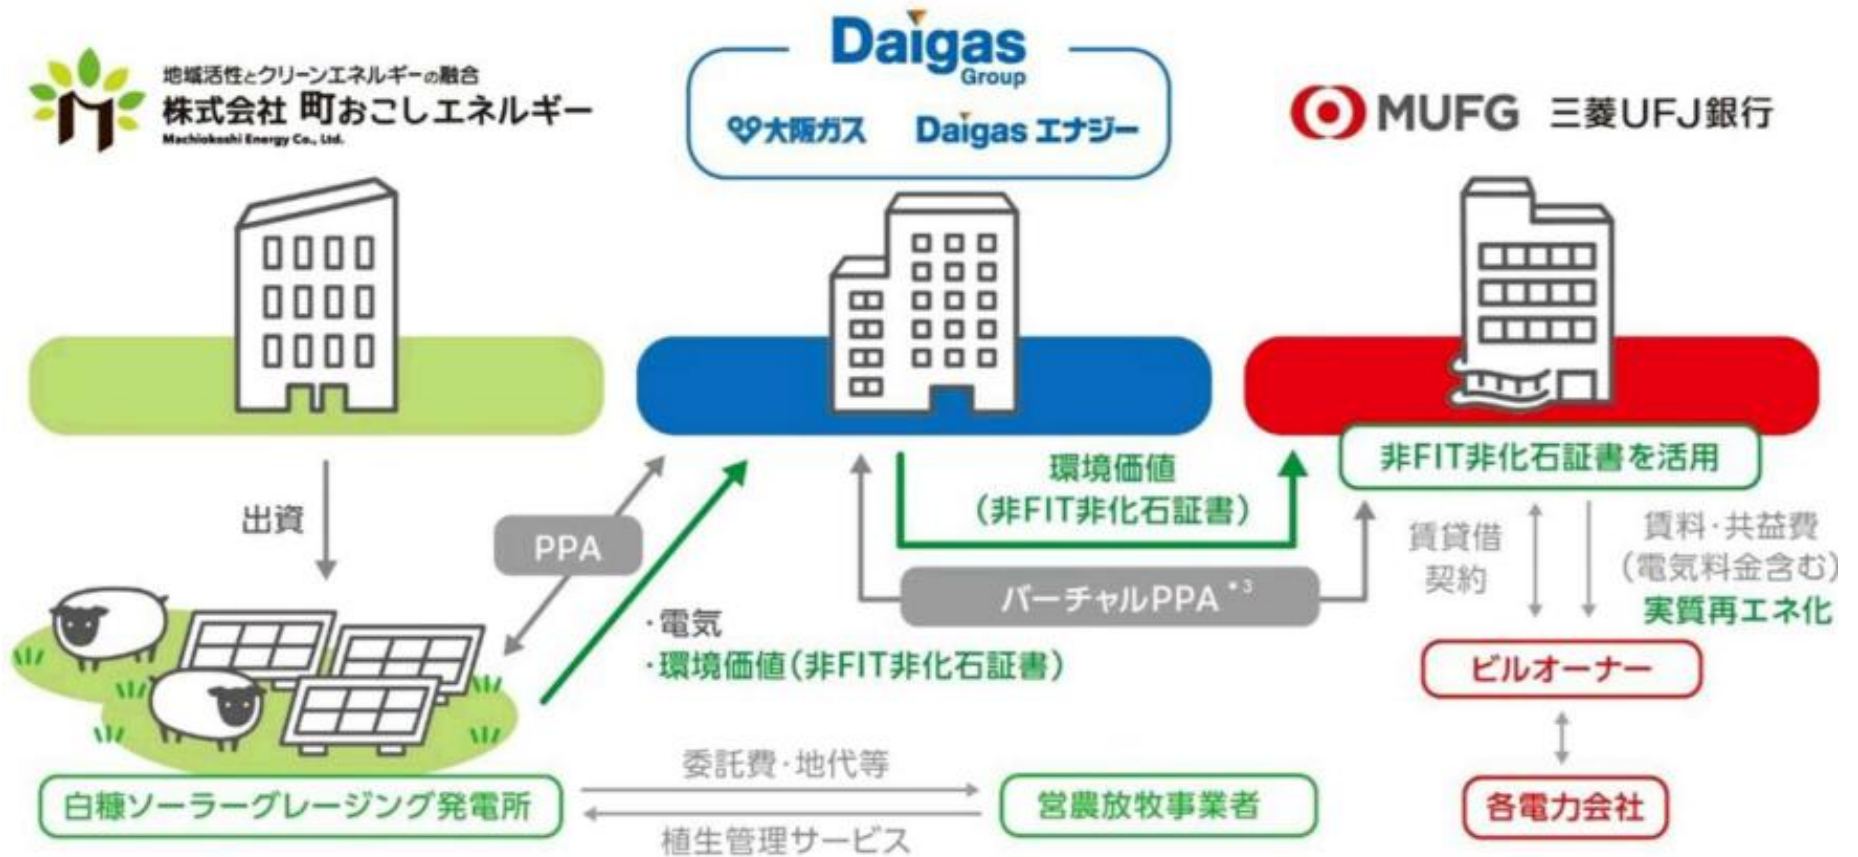 地域活性とクリーンエネルギーの融合
株式会社 町おこしエネルギー
Machiokoshi Energy Co., Ltd.
Daigas
Group
大阪ガス Daigas エナジー
MUFG 三菱UFJ銀行
出資
PPA
・電気
・環境価値(非FIT非化石証書)
環境価値
(非FIT非化石証書)
バーチャルPPA *3
非FIT非化石証書を活用
賃貸借
契約
賃料・共益費
(電気料金含む)
実質再エネ化
ビルオーナー
各電力会社
白糠ソーラーグレージング発電所
委託費・地代等
植生管理サービス
営農放牧事業者